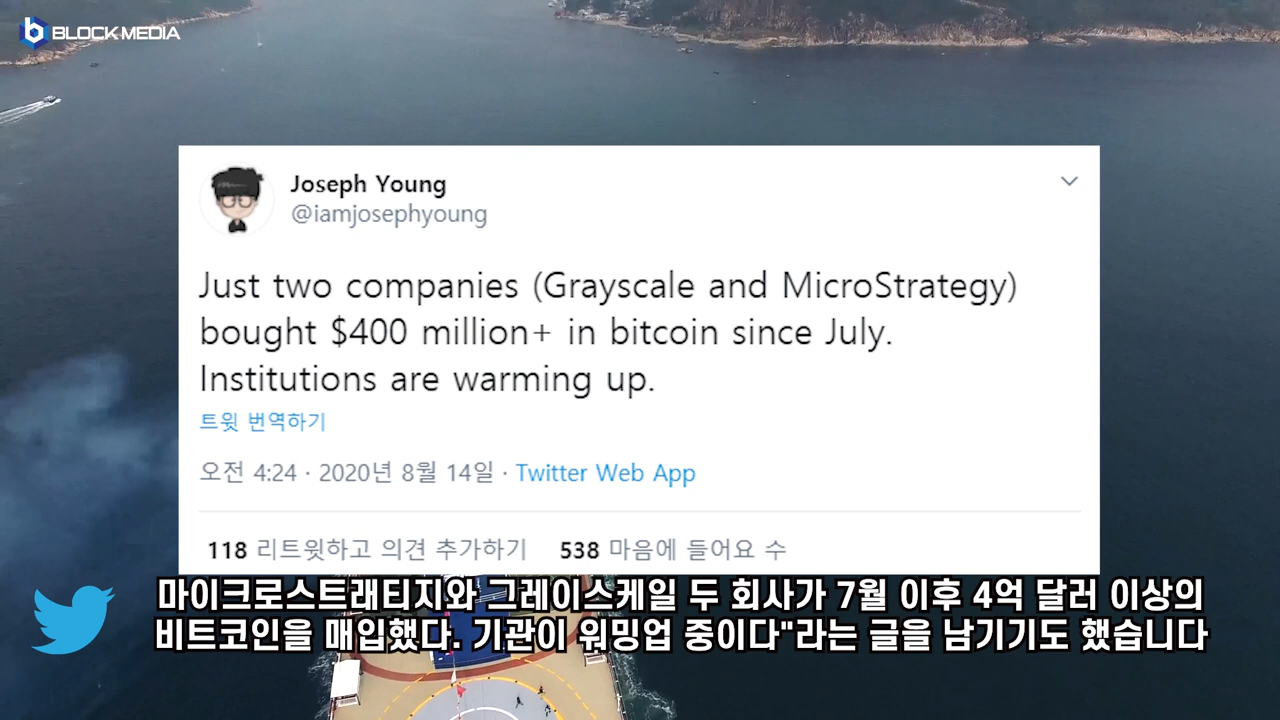 BLOCKMEDIA
Joseph Young
@iamjosephyoung
Just two companies (Grayscale and MicroStrategy)
bought $400 million+ in bitcoin since July.
Institutions are warming up.
트윗 번역하기
오전 4:24 · 2020년 8월 14일 · Twitter Web App
118 리트윗하고 의견 추가하기 538 마음에 들어요 수
마이크로스트래티지와 그레이스케일 두 회사가 7월 이후 4억 달러 이상의
비트코인을 매입했다. 기관이 워밍업 중이다"라는 글을 남기기도 했습니다